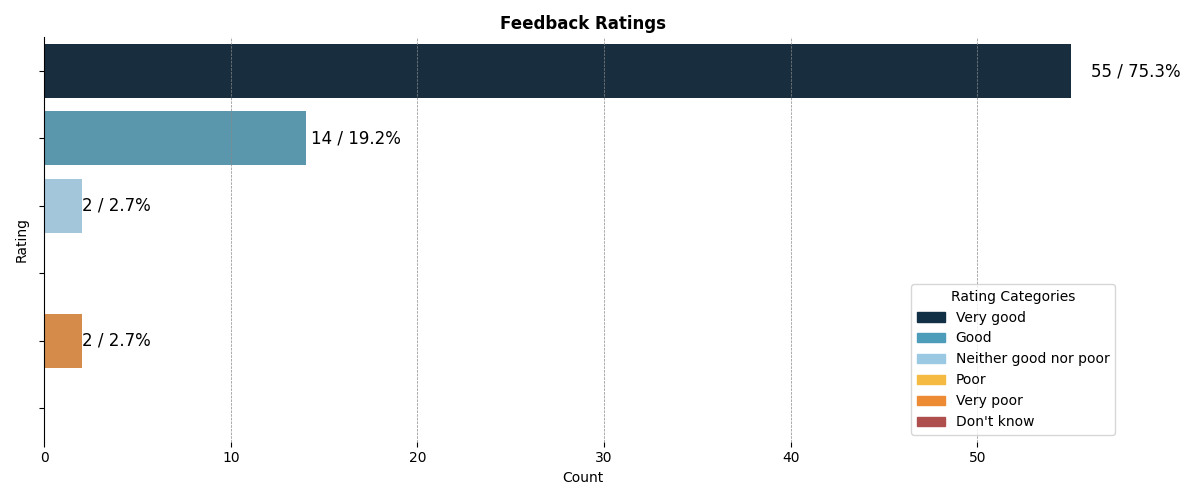 Feedback Ratings
55 / 75.3%
14 / 19.2%
2 / 2.7%
2 / 2.7%
Rating
Rating Categories
Very good
Good
Neither good nor poor
Poor
Very poor
Don't know
0 10 20 30 40 50
Count